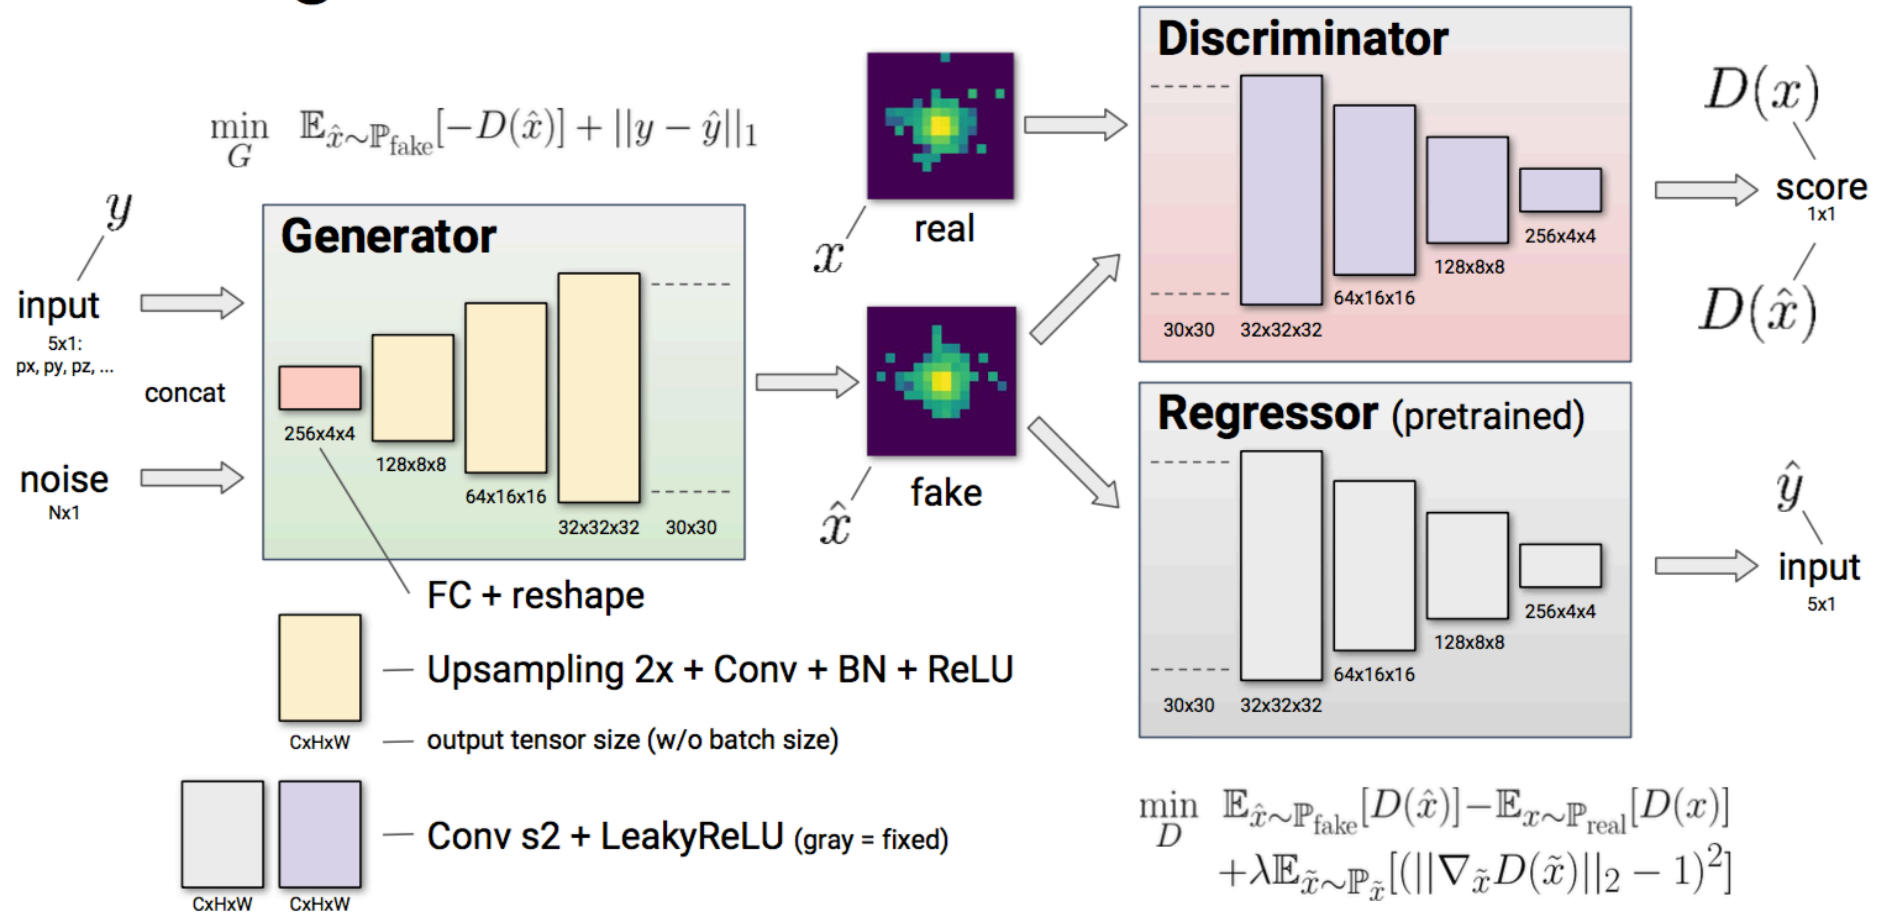 min_G 𝔼_{x̂∼ℙ_fake}[−D(x̂)] + ||y − ŷ||_1
y
input
5x1:
px, py, pz, ...
concat
noise
Nx1
Generator
256x4x4
128x8x8
64x16x16
32x32x32
30x30
FC + reshape
Upsampling 2x + Conv + BN + ReLU
CxHxW
output tensor size (w/o batch size)
Conv s2 + LeakyReLU (gray = fixed)
CxHxW
CxHxW
x
real
x̂
fake
Discriminator
30x30
32x32x32
64x16x16
128x8x8
256x4x4
D(x)
score
1x1
D(x̂)
Regressor (pretrained)
30x30
32x32x32
64x16x16
128x8x8
256x4x4
ŷ
input
5x1
min_D 𝔼_{x̂∼ℙ_fake}[D(x̂)]−𝔼_{x∼ℙ_real}[D(x)]
+λ𝔼_{x̃∼ℙ_x̃}[(||∇_x̃ D(x̃)||_2 − 1)^2]